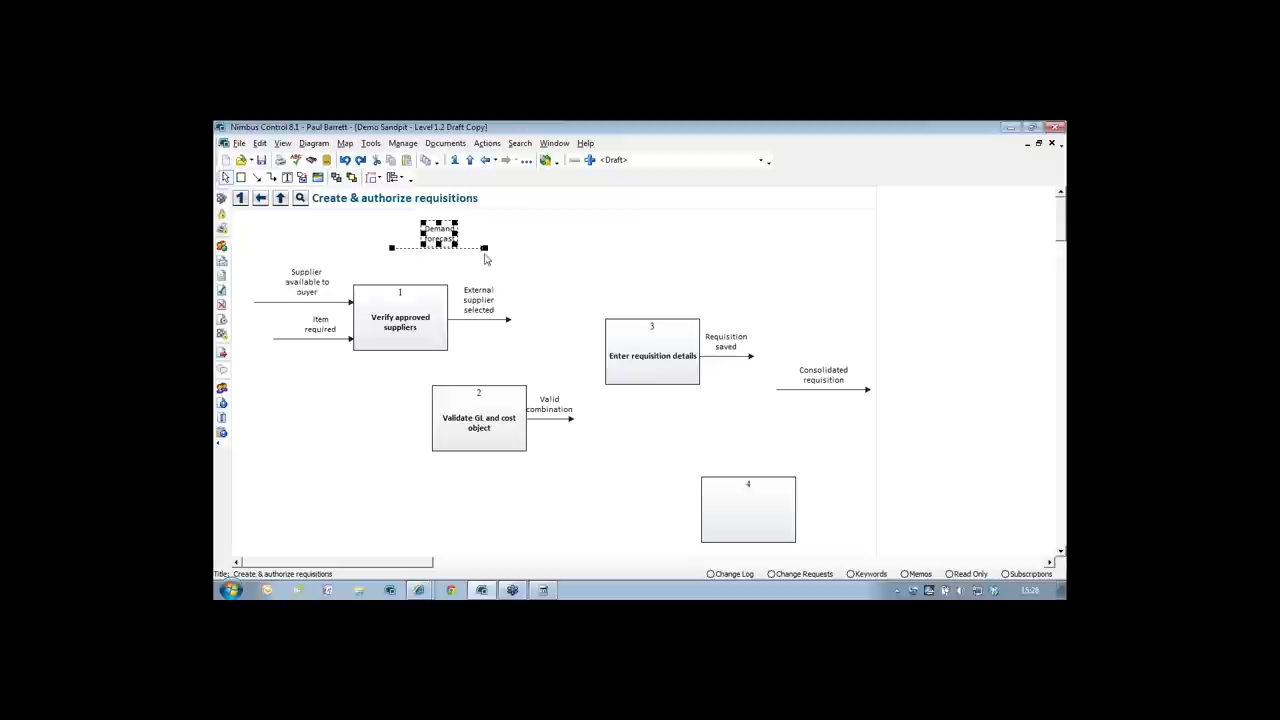 Nimbus Control 8.1 - Paul Barrett - [Demo Sandpit - Level 1.2 Draft Copy]
File Edit View Diagram Map Tools Manage Documents Actions Search Window Help
<Draft>
1 Create & authorize requisitions
Demand
forecast
Supplier
available to
buyer
Item
required
1
Verify approved
suppliers
External
supplier
selected
2
Validate GL and cost
object
Valid
combination
3
Enter requisition details
Requisition
saved
Consolidated
requisition
4
Title: Create & authorize requisitions
Change Log Change Requests Keywords Memos Read Only Subscriptions